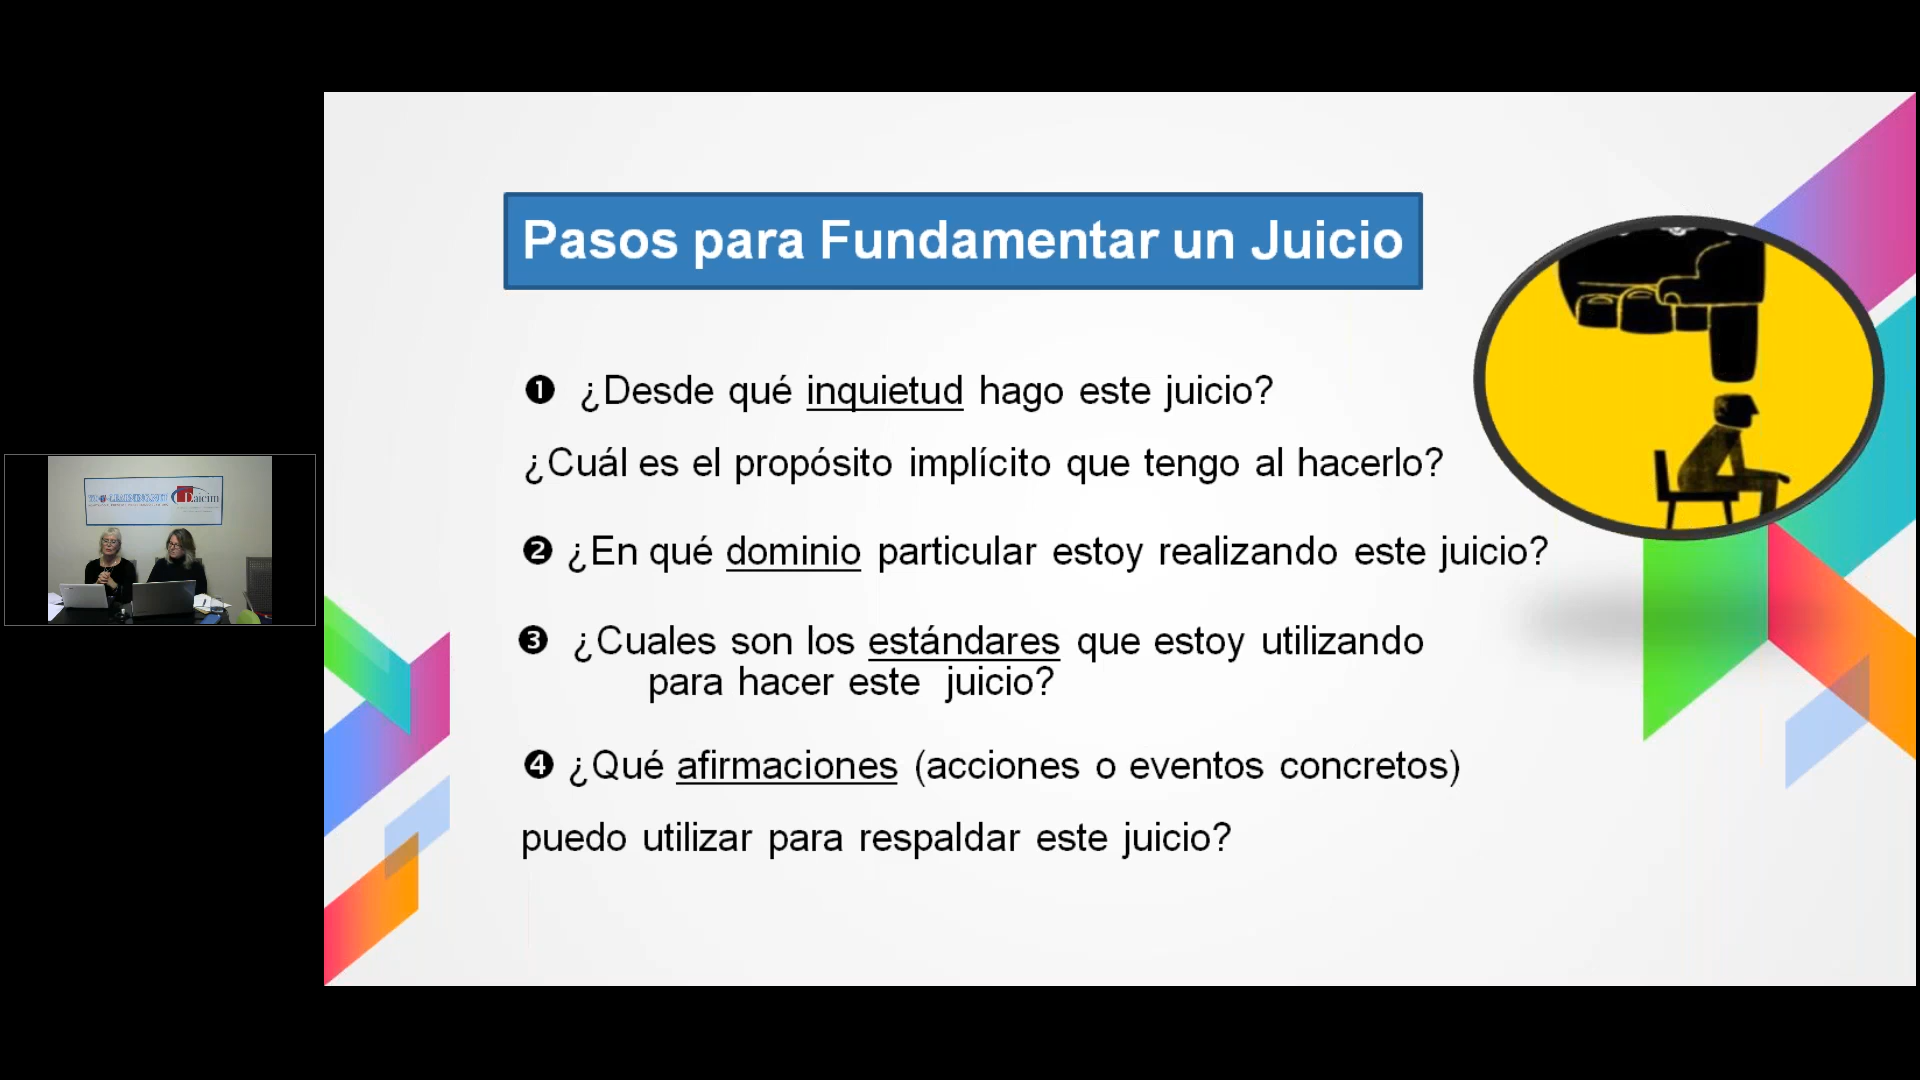 Pasos para Fundamentar un Juicio
❶ ¿Desde qué inquietud hago este juicio?
¿Cuál es el propósito implícito que tengo al hacerlo?
❷ ¿En qué dominio particular estoy realizando este juicio?
❸ ¿Cuales son los estándares que estoy utilizando
para hacer este juicio?
❹ ¿Qué afirmaciones (acciones o eventos concretos)
puedo utilizar para respaldar este juicio?
Daicim